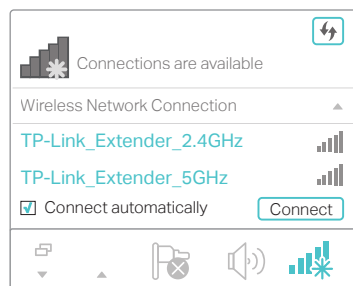 Connections are available
Wireless Network Connection
TP-Link_Extender_2.4GHz
TP-Link_Extender_5GHz
Connect automatically
Connect